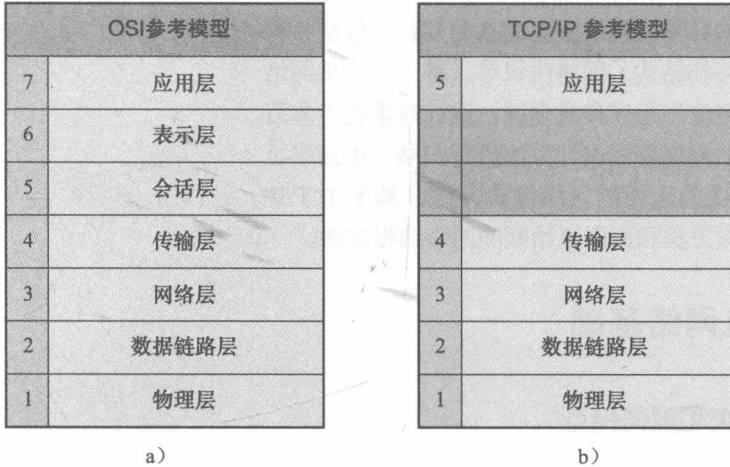 OSI参考模型
7 应用层
6 表示层
5 会话层
4 传输层
3 网络层
2 数据链路层
1 物理层
a）
TCP/IP 参考模型
5 应用层
4 传输层
3 网络层
2 数据链路层
1 物理层
b）